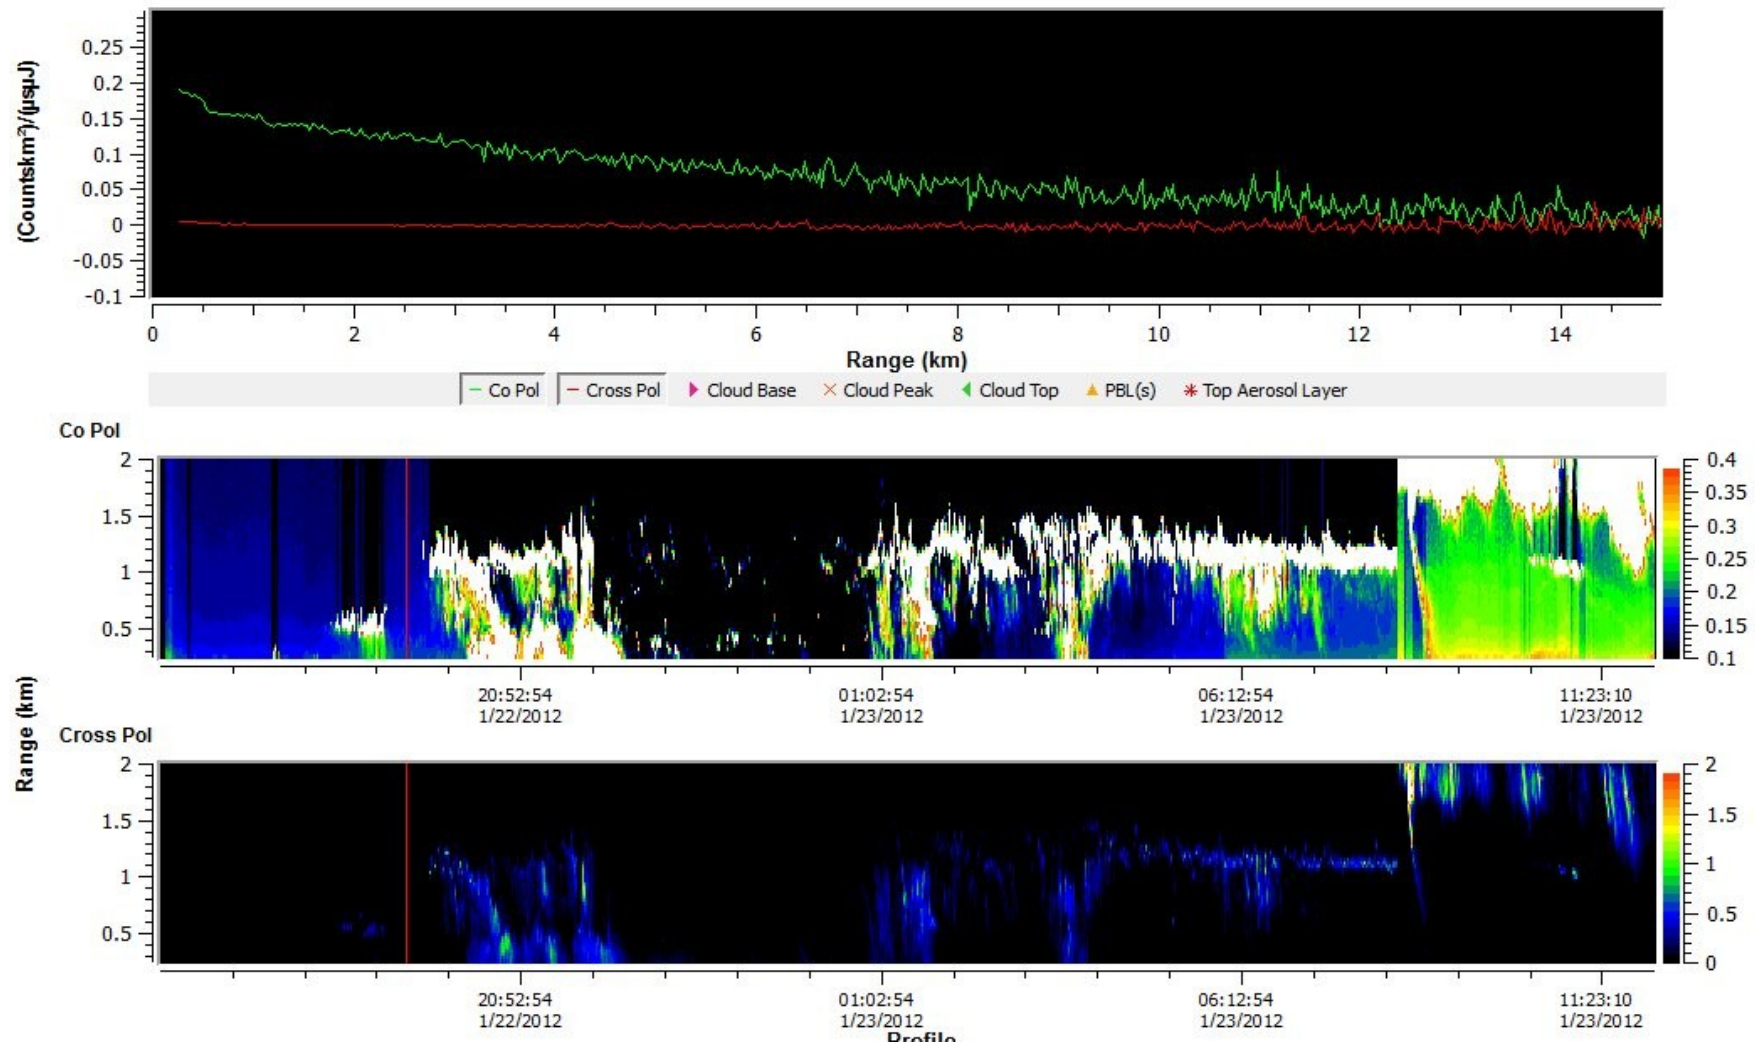 (Countskm²)/(µsµJ)
0.25
0.2
0.15
0.1
0.05
0
-0.05
-0.1
0 2 4 6 8 10 12 14
Range (km)
Co Pol Cross Pol Cloud Base Cloud Peak Cloud Top PBL(s) Top Aerosol Layer
Co Pol
2
1.5
1
0.5
0.4
0.35
0.3
0.25
0.2
0.15
0.1
20:52:54 01:02:54 06:12:54 11:23:10
1/22/2012 1/23/2012 1/23/2012 1/23/2012
Range (km)
Cross Pol
2
1.5
1
0.5
2
1.5
1
0.5
0
20:52:54 01:02:54 06:12:54 11:23:10
1/22/2012 1/23/2012 1/23/2012 1/23/2012
Profile